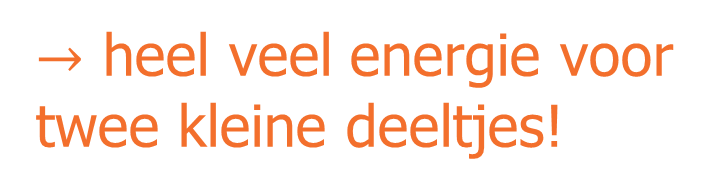 → heel veel energie voor
twee kleine deeltjes!